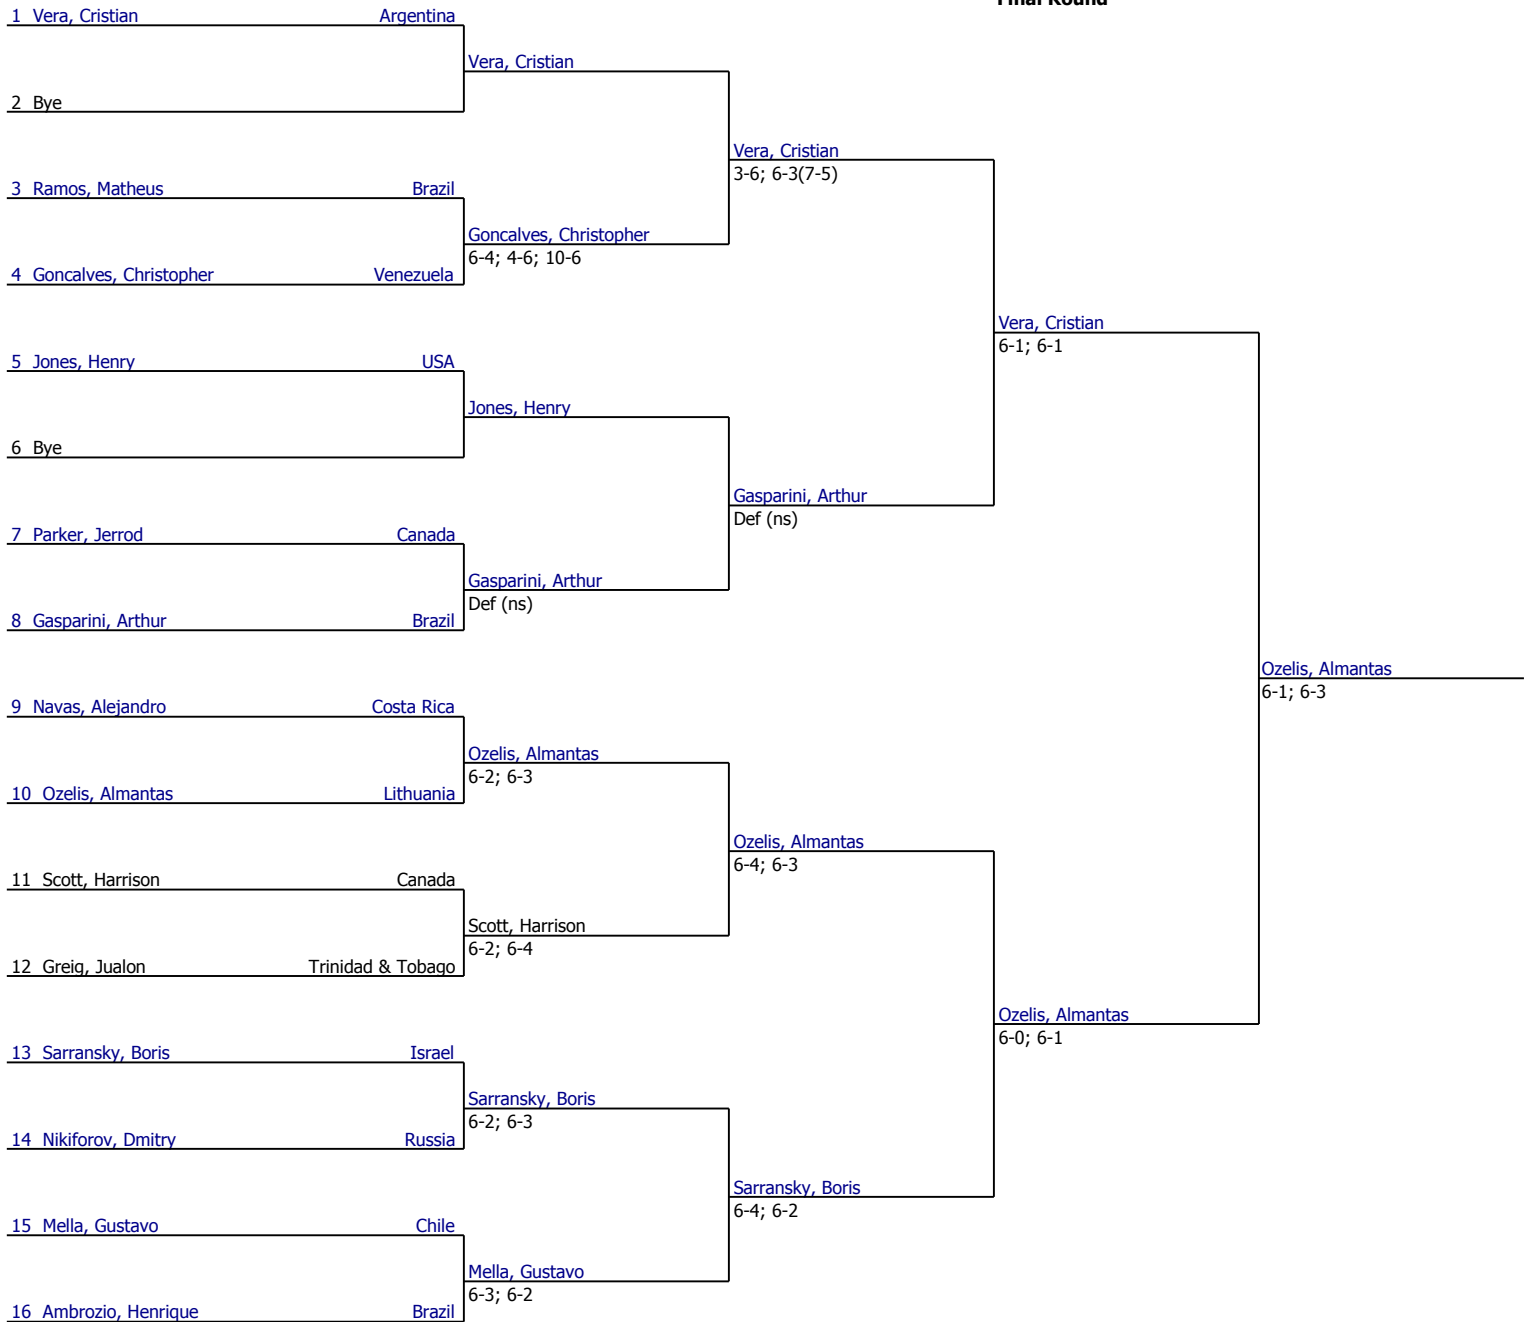 Final Round
1 Vera, Cristian Argentina
Vera, Cristian
2 Bye
Vera, Cristian
3-6; 6-3(7-5)
3 Ramos, Matheus Brazil
Goncalves, Christopher
6-4; 4-6; 10-6
4 Goncalves, Christopher Venezuela
Vera, Cristian
6-1; 6-1
5 Jones, Henry USA
Jones, Henry
6 Bye
Gasparini, Arthur
Def (ns)
7 Parker, Jerrod Canada
Gasparini, Arthur
Def (ns)
8 Gasparini, Arthur Brazil
Ozelis, Almantas
6-1; 6-3
9 Navas, Alejandro Costa Rica
Ozelis, Almantas
6-2; 6-3
10 Ozelis, Almantas Lithuania
Ozelis, Almantas
6-4; 6-3
11 Scott, Harrison Canada
Scott, Harrison
6-2; 6-4
12 Greig, Jualon Trinidad & Tobago
Ozelis, Almantas
6-0; 6-1
13 Sarransky, Boris Israel
Sarransky, Boris
6-2; 6-3
14 Nikiforov, Dmitry Russia
Sarransky, Boris
6-4; 6-2
15 Mella, Gustavo Chile
Mella, Gustavo
6-3; 6-2
16 Ambrozio, Henrique Brazil